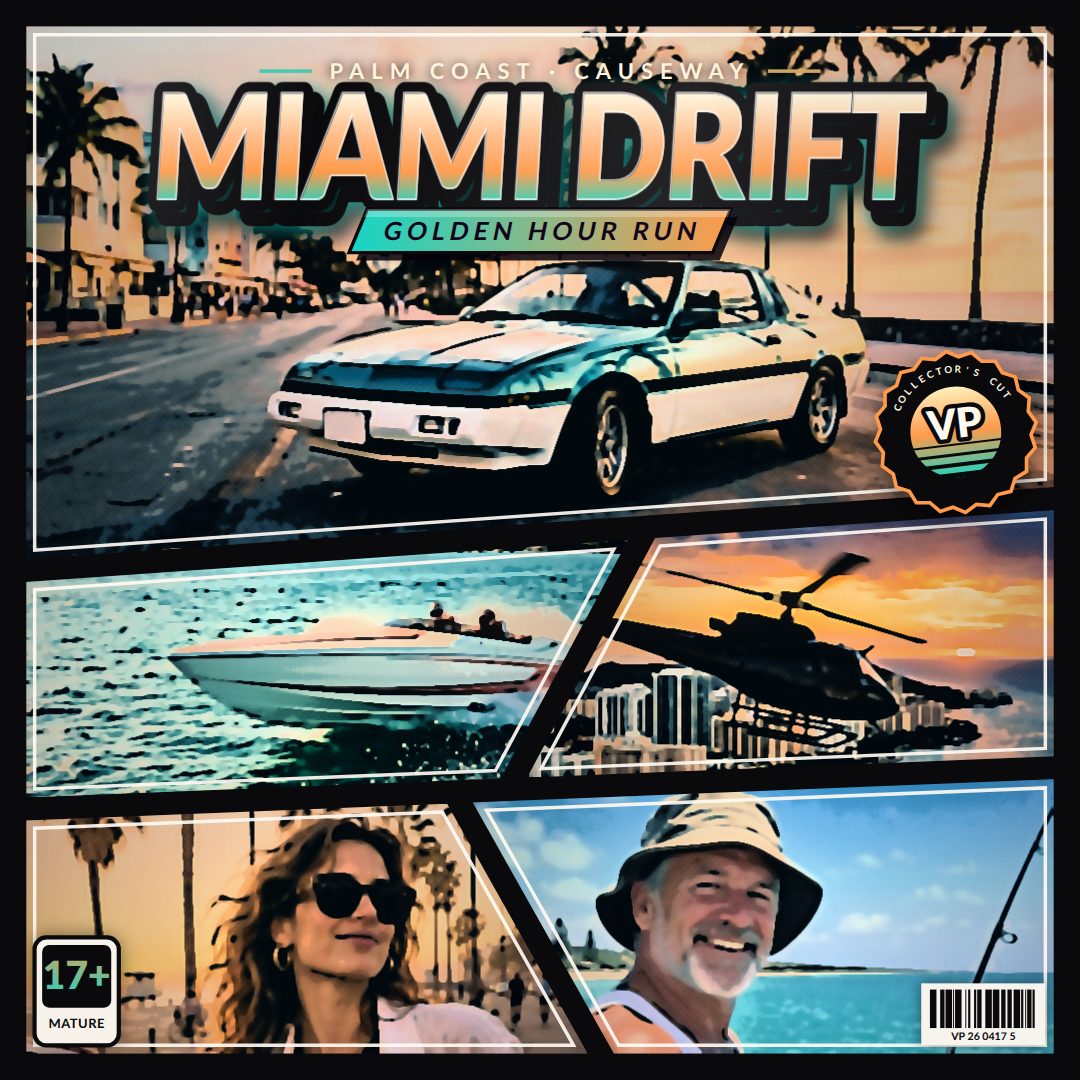 PALM COAST · CAUSEWAY
MIAMI DRIFT
GOLDEN HOUR RUN
COLLECTOR'S CUT
VP
17+
MATURE
VP 26 0417 5